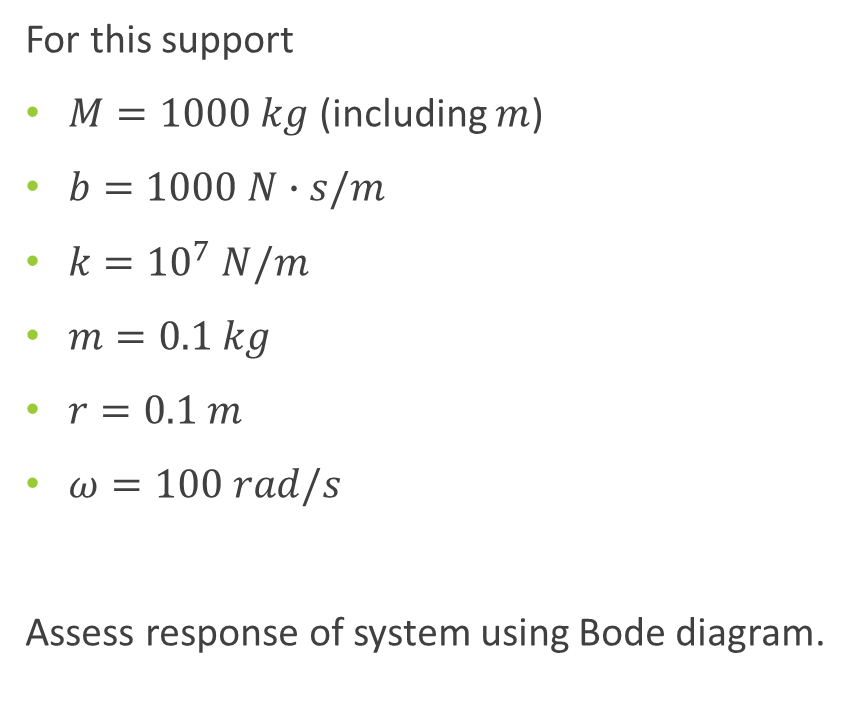 For this support
• M = 1000 kg (including m)
• b = 1000 N · s/m
• k = 10⁷ N/m
• m = 0.1 kg
• r = 0.1 m
• ω = 100 rad/s
Assess response of system using Bode diagram.